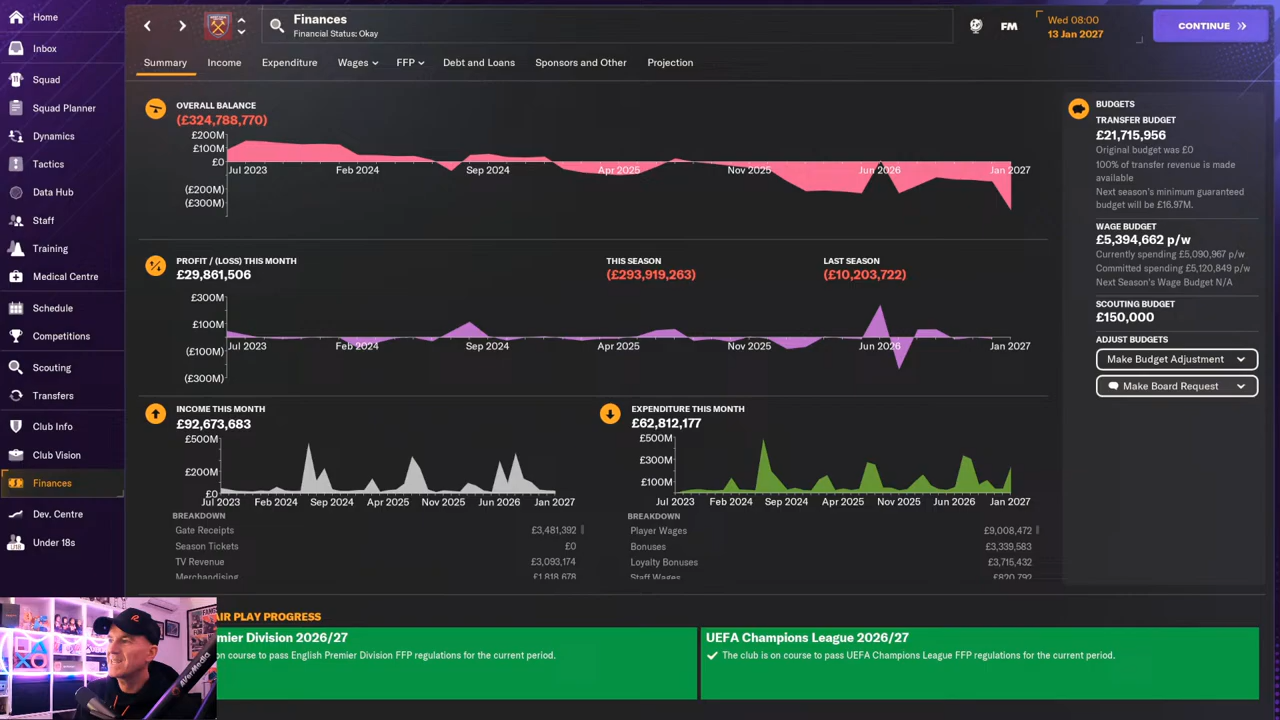 Home
Inbox
Squad
Squad Planner
Dynamics
Tactics
Data Hub
Staff
Training
Medical Centre
Schedule
Competitions
Scouting
Transfers
Club Info
Club Vision
Finances
Dev. Centre
Under 18s
Finances
Financial Status: Okay
FM
Wed 08:00
13 Jan 2027
CONTINUE
Summary Income Expenditure Wages FFP Debt and Loans Sponsors and Other Projection
OVERALL BALANCE
(£324,788,770)
£200M
£100M
£0
(£200M)
(£300M)
Jul 2023 Feb 2024 Sep 2024 Apr 2025 Nov 2025 Jun 2026 Jan 2027
PROFIT / (LOSS) THIS MONTH
£29,861,506
THIS SEASON
(£293,919,263)
LAST SEASON
(£10,203,722)
£300M
£100M
(£100M)
(£300M)
Jul 2023 Feb 2024 Sep 2024 Apr 2025 Nov 2025 Jun 2026 Jan 2027
INCOME THIS MONTH
£92,673,683
£500M
£200M
£0
Jul 2023 Feb 2024 Sep 2024 Apr 2025 Nov 2025 Jun 2026 Jan 2027
BREAKDOWN
Gate Receipts £3,481,392
Season Tickets £0
TV Revenue £3,093,174
Merchandising £1,818,678
EXPENDITURE THIS MONTH
£62,812,177
£500M
£300M
£100M
Jul 2023 Feb 2024 Sep 2024 Apr 2025 Nov 2025 Jun 2026 Jan 2027
BREAKDOWN
Player Wages £9,008,472
Bonuses £3,339,583
Loyalty Bonuses £3,715,432
Staff Wages £820,792
BUDGETS
TRANSFER BUDGET
£21,715,956
Original budget was £0
100% of transfer revenue is made
available
Next season's minimum guaranteed
budget will be £16.97M.
WAGE BUDGET
£5,394,662 p/w
Currently spending £5,090,967 p/w
Committed spending £5,120,849 p/w
Next Season's Wage Budget N/A
SCOUTING BUDGET
£150,000
ADJUST BUDGETS
Make Budget Adjustment
Make Board Request
AIR PLAY PROGRESS
mier Division 2026/27
on course to pass English Premier Division FFP regulations for the current period.
UEFA Champions League 2026/27
The club is on course to pass UEFA Champions League FFP regulations for the current period.
AVerMedia